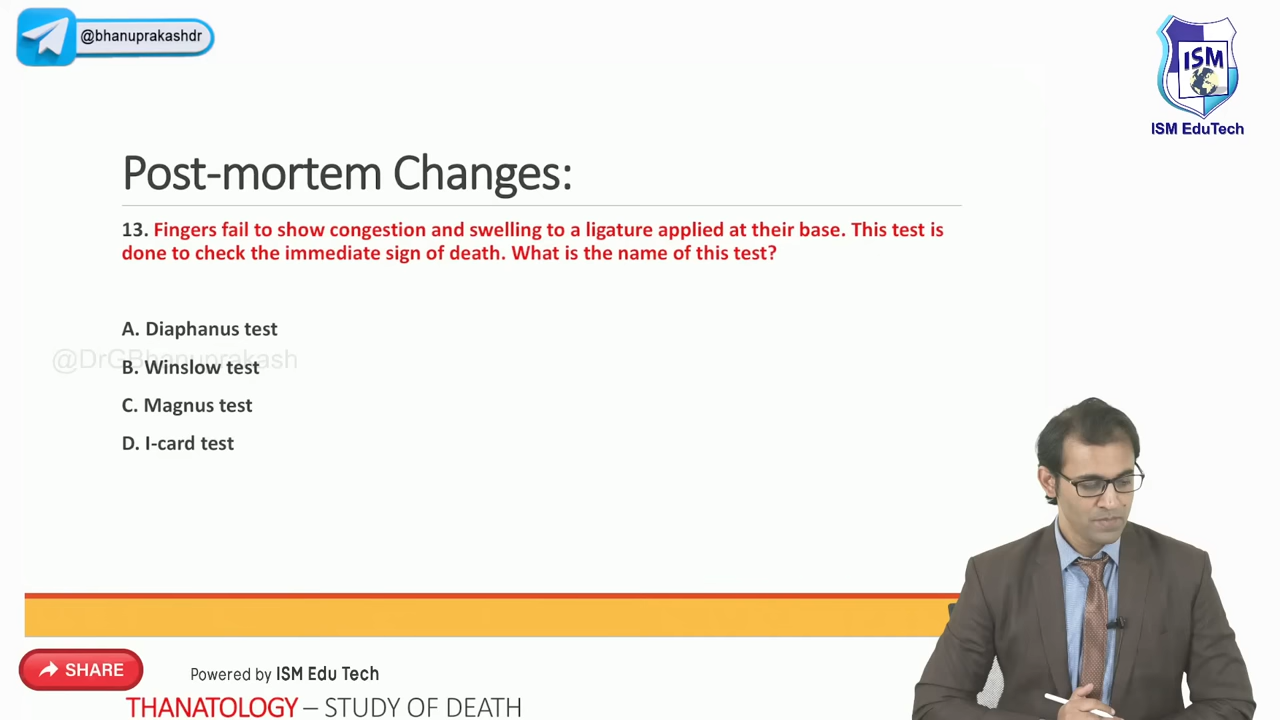 @bhanuprakashdr
ISM
ISM EduTech
Post-mortem Changes:
13. Fingers fail to show congestion and swelling to a ligature applied at their base. This test is
done to check the immediate sign of death. What is the name of this test?
A. Diaphanus test
@DrGBhanuprakash
B. Winslow test
C. Magnus test
D. I-card test
SHARE
Powered by ISM Edu Tech
THANATOLOGY – STUDY OF DEATH